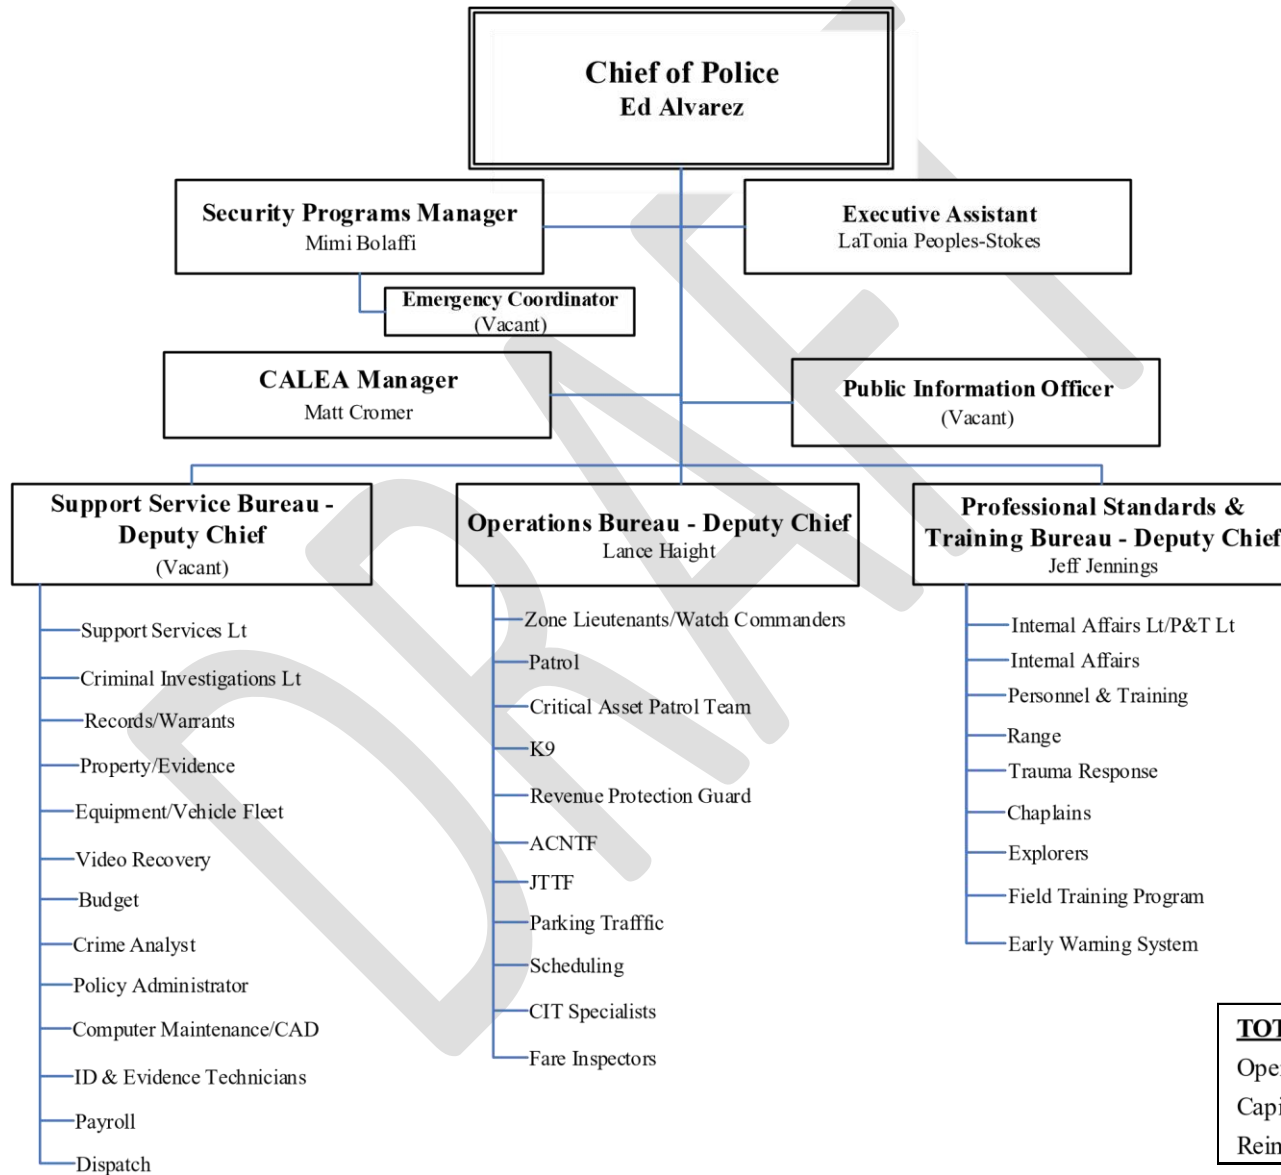 Chief of Police
Ed Alvarez
Security Programs Manager
Mimi Bolaffi
Executive Assistant
LaTonia Peoples-Stokes
Emergency Coordinator
(Vacant)
CALEA Manager
Matt Cromer
Public Information Officer
(Vacant)
Support Service Bureau -
Deputy Chief
(Vacant)
Operations Bureau - Deputy Chief
Lance Haight
Professional Standards &
Training Bureau - Deputy Chief
Jeff Jennings
Support Services Lt
Criminal Investigations Lt
Records/Warrants
Property/Evidence
Equipment/Vehicle Fleet
Video Recovery
Budget
Crime Analyst
Policy Administrator
Computer Maintenance/CAD
ID & Evidence Technicians
Payroll
Dispatch
Zone Lieutenants/Watch Commanders
Patrol
Critical Asset Patrol Team
K9
Revenue Protection Guard
ACNTF
JTTF
Parking Trafffic
Scheduling
CIT Specialists
Fare Inspectors
Internal Affairs Lt/P&T Lt
Internal Affairs
Personnel & Training
Range
Trauma Response
Chaplains
Explorers
Field Training Program
Early Warning System
DRAFT